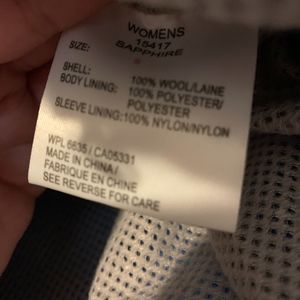 WOMENS
15417
SAPPHIRE
SIZE:
SHELL: 100% WOOL/LAINE
BODY LINING: 100% POLYESTER/
POLYESTER
SLEEVE LINING:100% NYLON/NYLON
WPL 6635 / CA05331
MADE IN CHINA/
FABRIQUE EN CHINE
SEE REVERSE FOR CARE